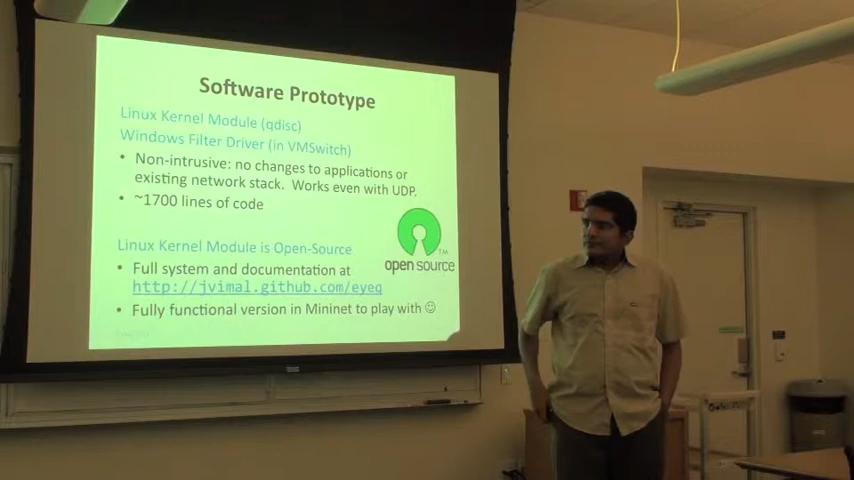 Software Prototype
Linux Kernel Module (qdisc)
Windows Filter Driver (in VMSwitch)
• Non-intrusive: no changes to applications or
existing network stack. Works even with UDP.
• ~1700 lines of code
Linux Kernel Module is Open-Source
• Full system and documentation at
http://jvimal.github.com/eyeq
• Fully functional version in Mininet to play with ☺
TM
open source